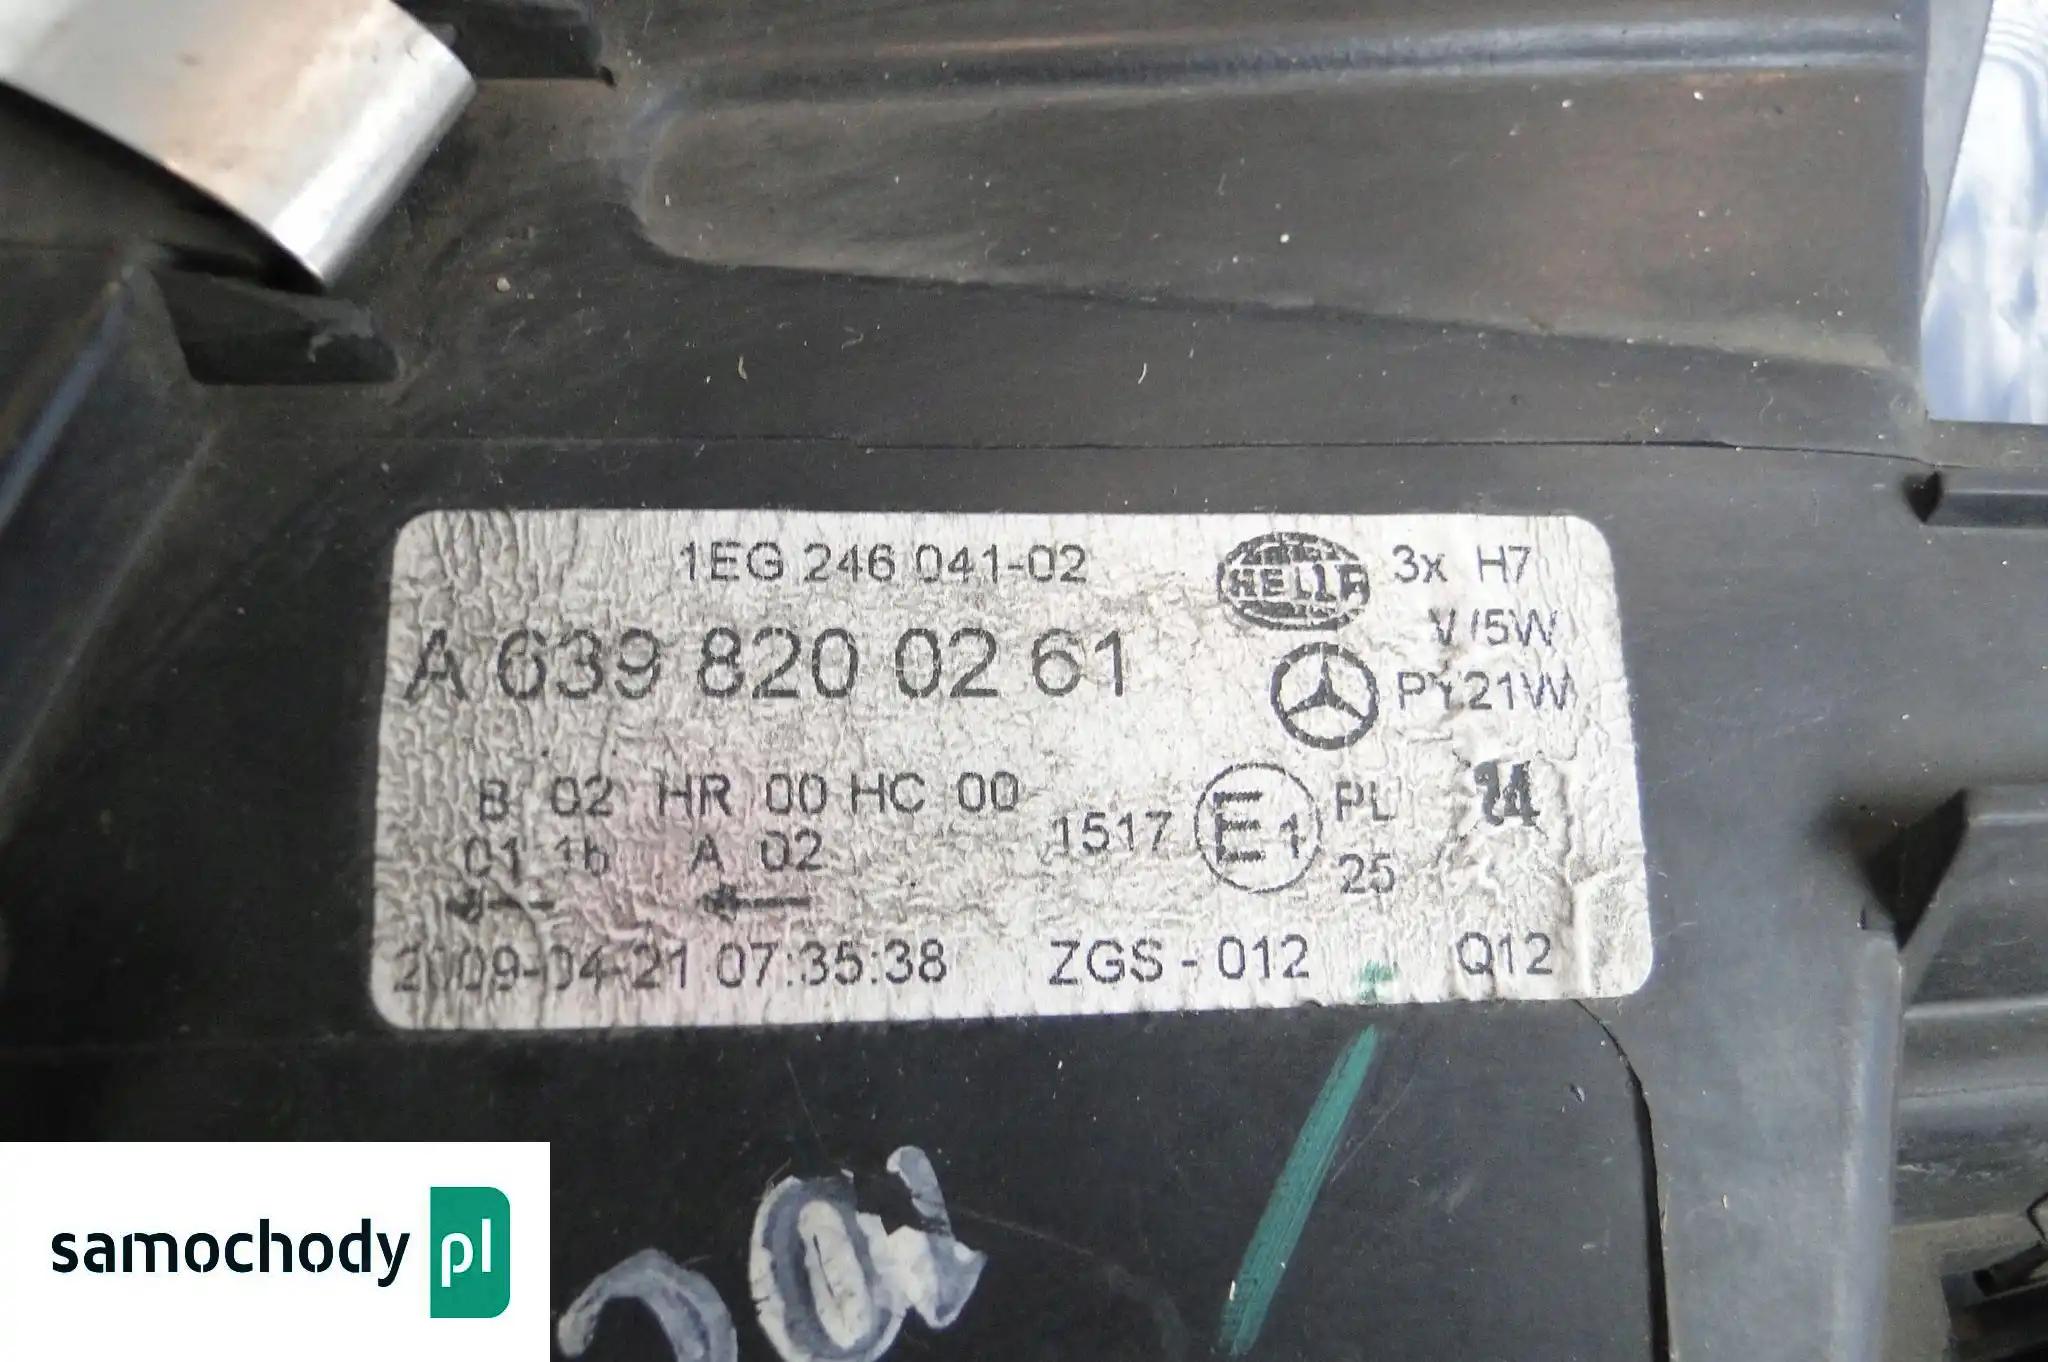 1EG 246 041-02
HELLA
3x H7
W5W
A 639 820 02 61
PY21W
B 02 HR 00 HC 00
01 1b A 02
1517 E1
PL
25
2009-04-21 07:35:38
ZGS - 012
Q12
samochody pl